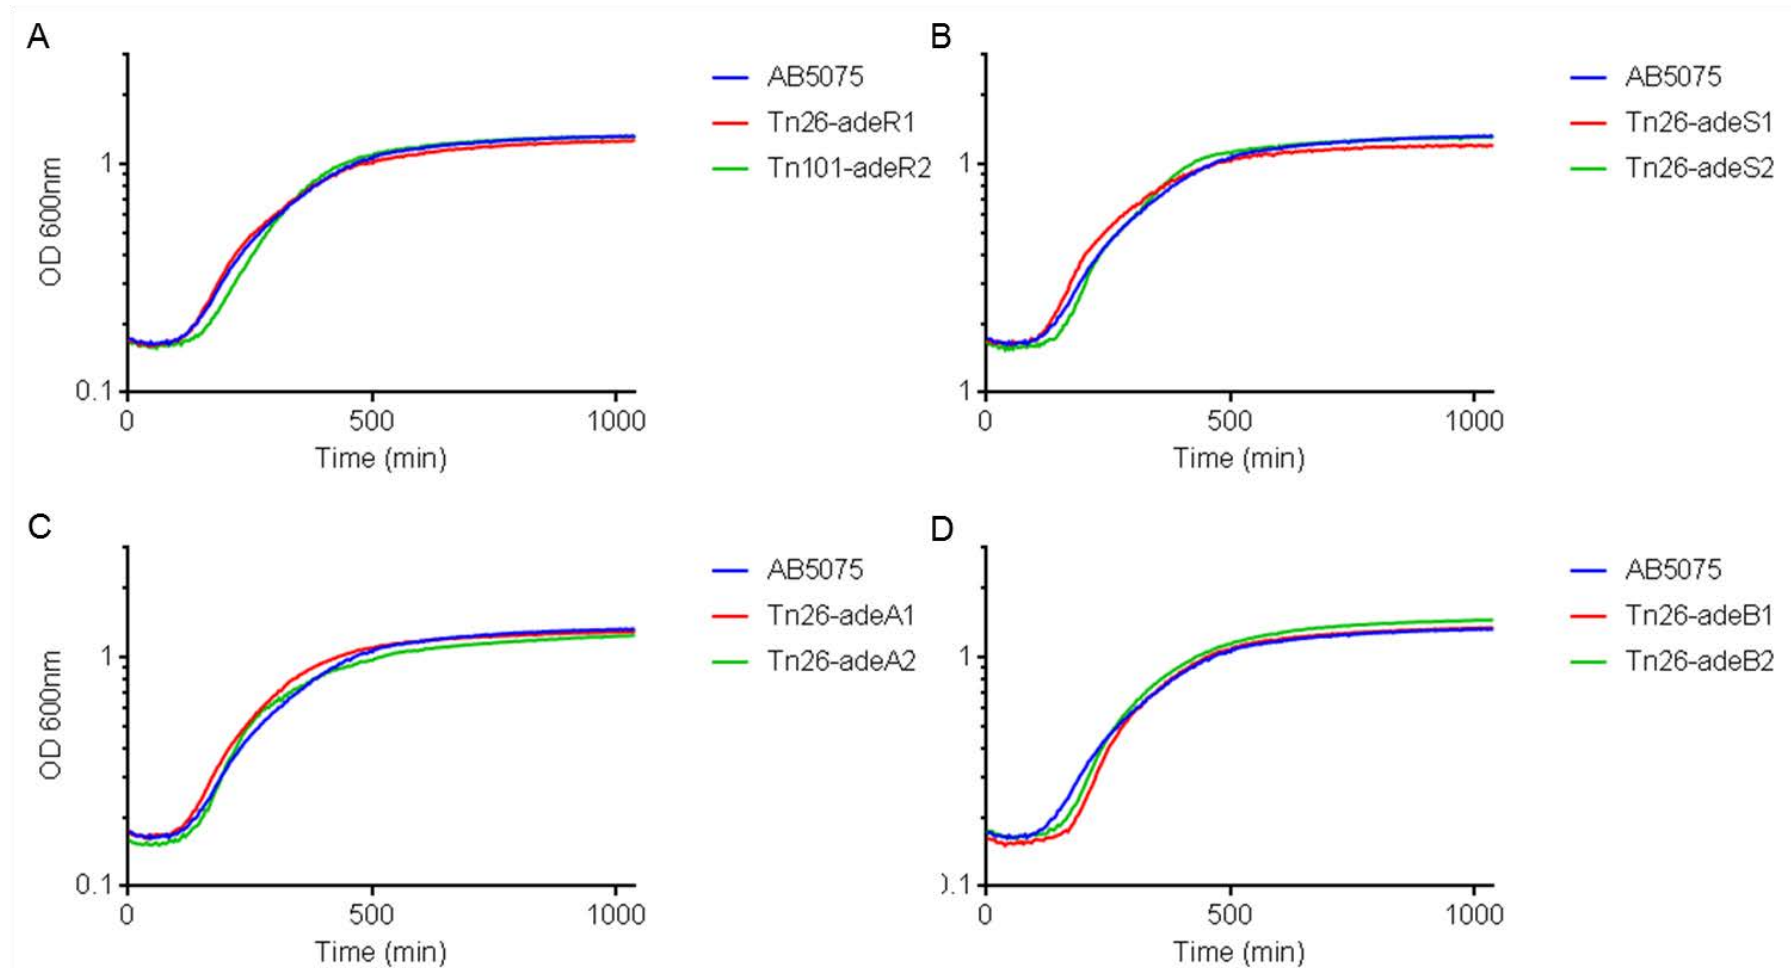 A
AB5075
Tn26-adeR1
Tn101-adeR2
OD 600nm
1
0.1
0
500
1000
Time (min)
B
AB5075
Tn26-adeS1
Tn26-adeS2
1
1
0
500
1000
Time (min)
C
AB5075
Tn26-adeA1
Tn26-adeA2
OD 600nm
1
0.1
0
500
1000
Time (min)
D
AB5075
Tn26-adeB1
Tn26-adeB2
1
).1
0
500
1000
Time (min)